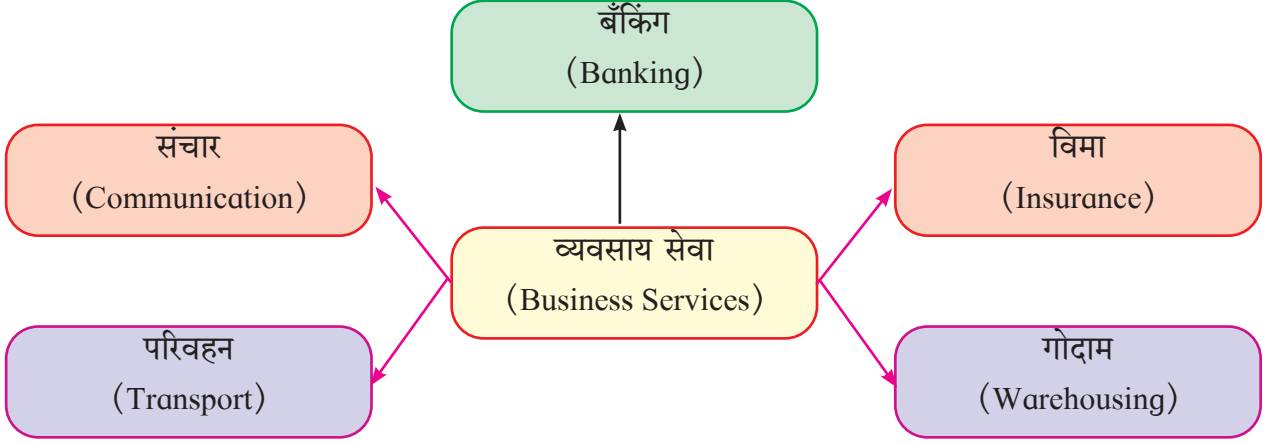 बँकिंग
(Banking)
संचार
(Communication)
विमा
(Insurance)
व्यवसाय सेवा
(Business Services)
परिवहन
(Transport)
गोदाम
(Warehousing)